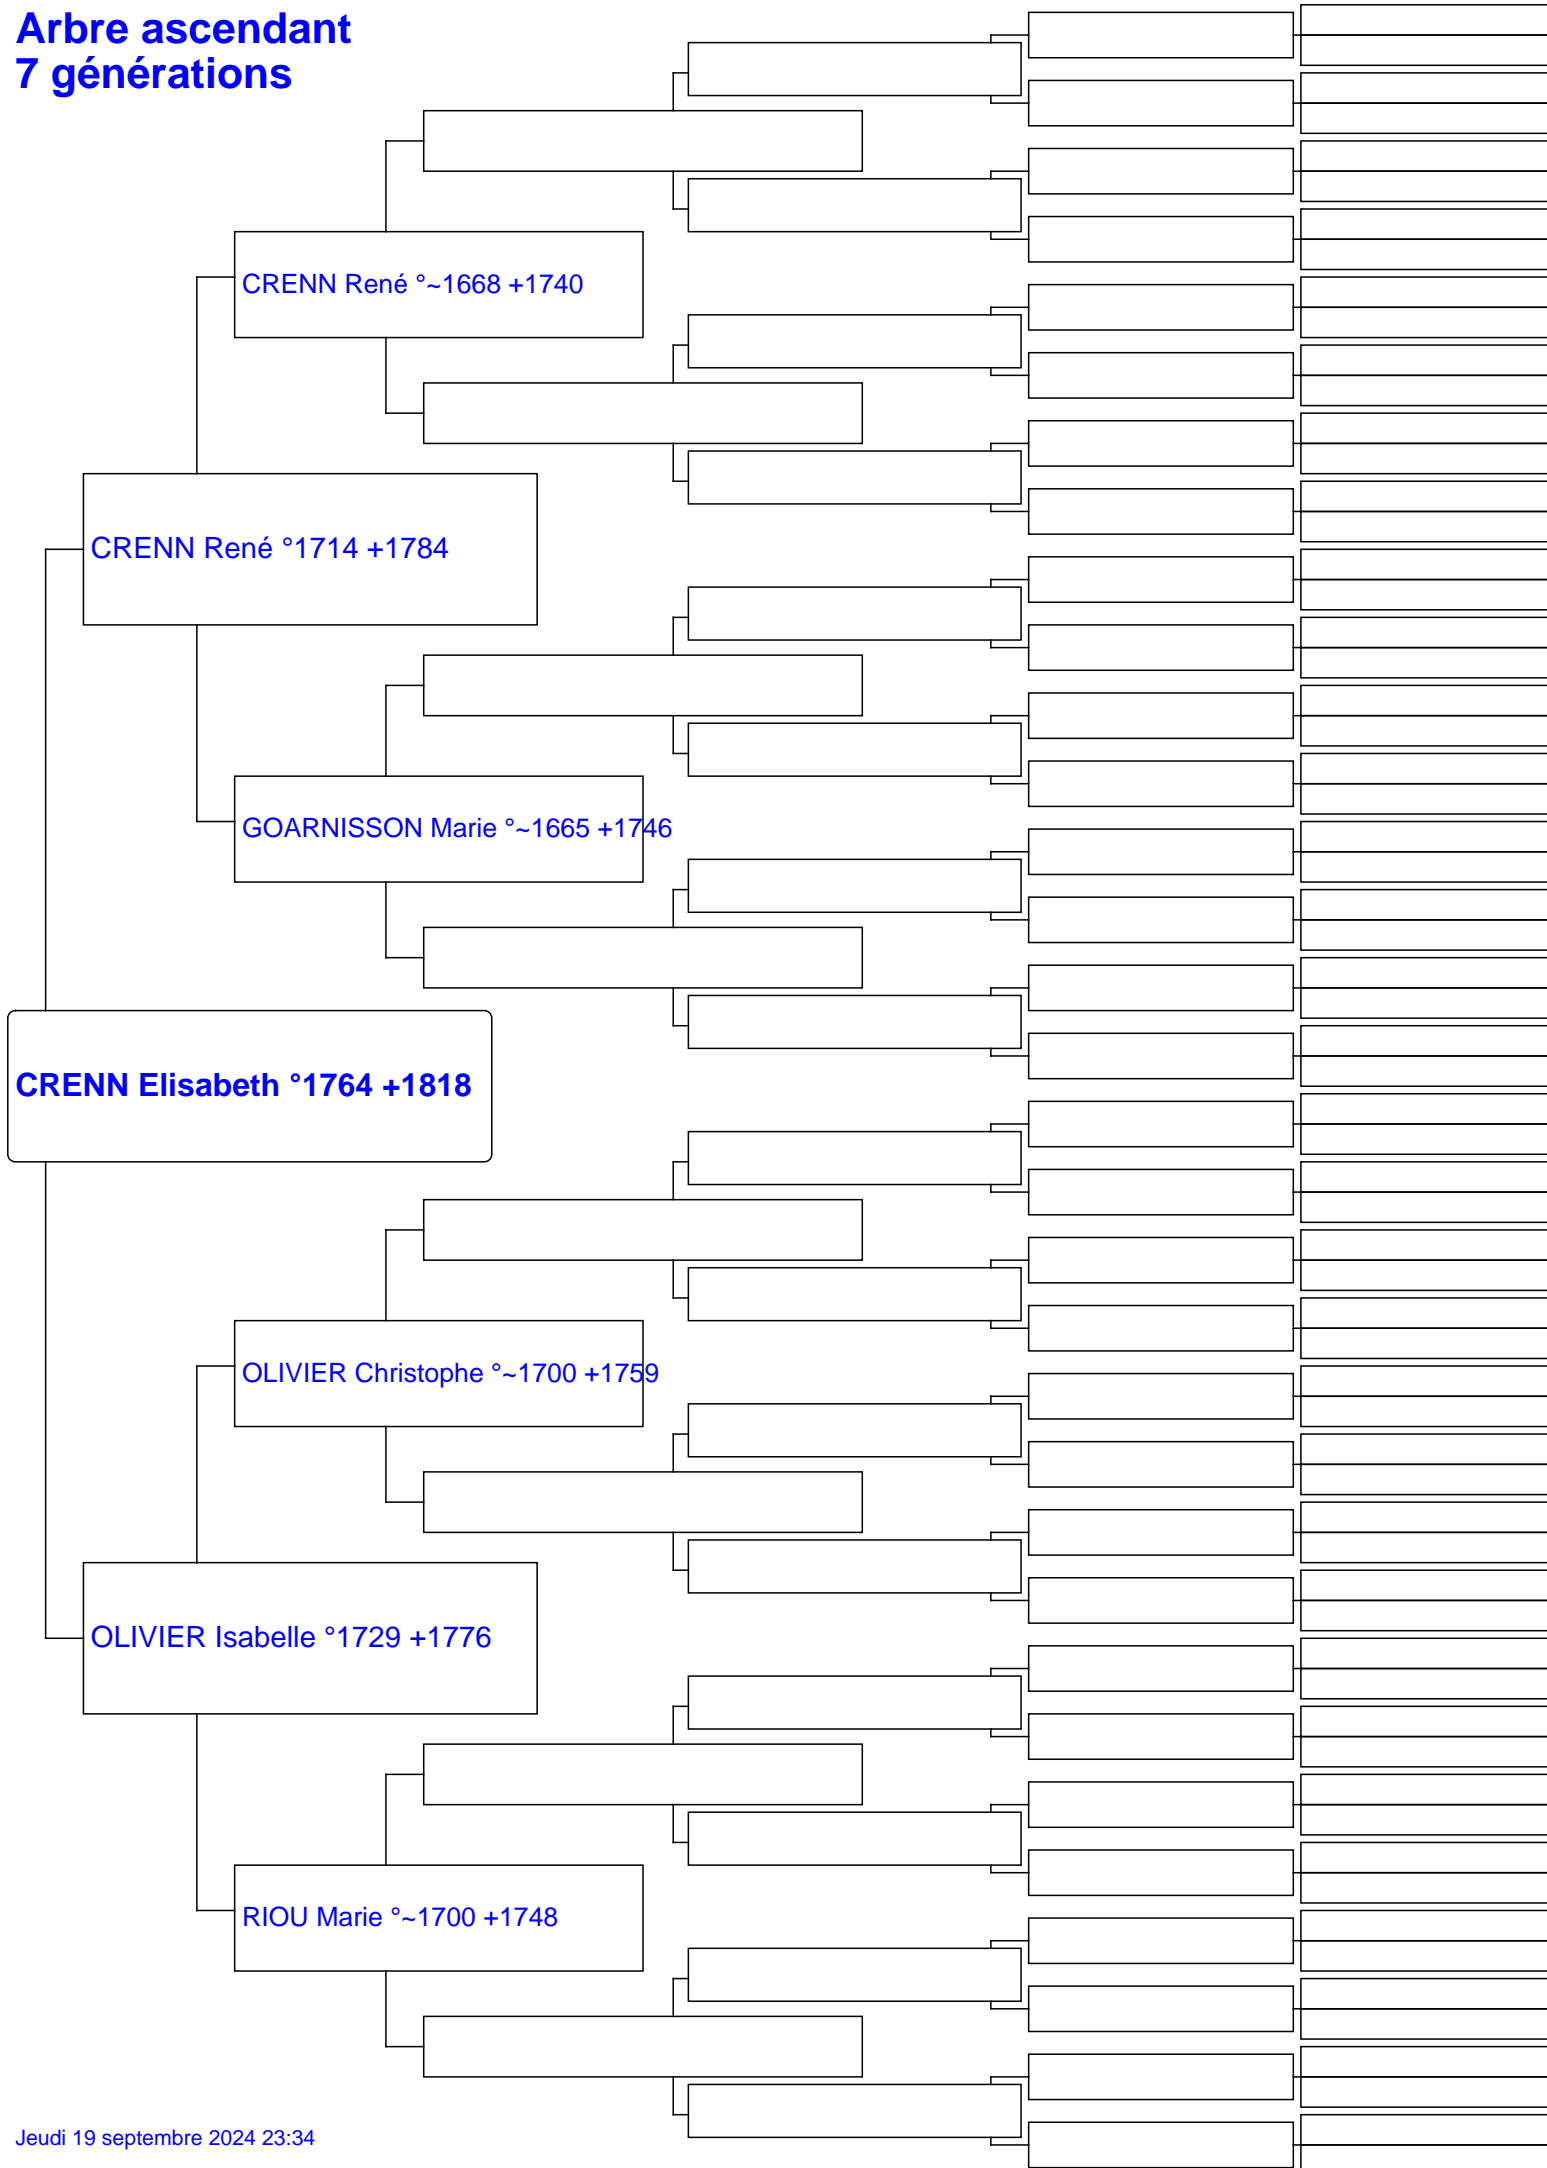 Arbre ascendant
7 générations
CRENN René °~1668 +1740
CRENN René °1714 +1784
GOARNISSON Marie °~1665 +1746
CRENN Elisabeth °1764 +1818
OLIVIER Christophe °~1700 +1759
OLIVIER Isabelle °1729 +1776
RIOU Marie °~1700 +1748
Jeudi 19 septembre 2024 23:34